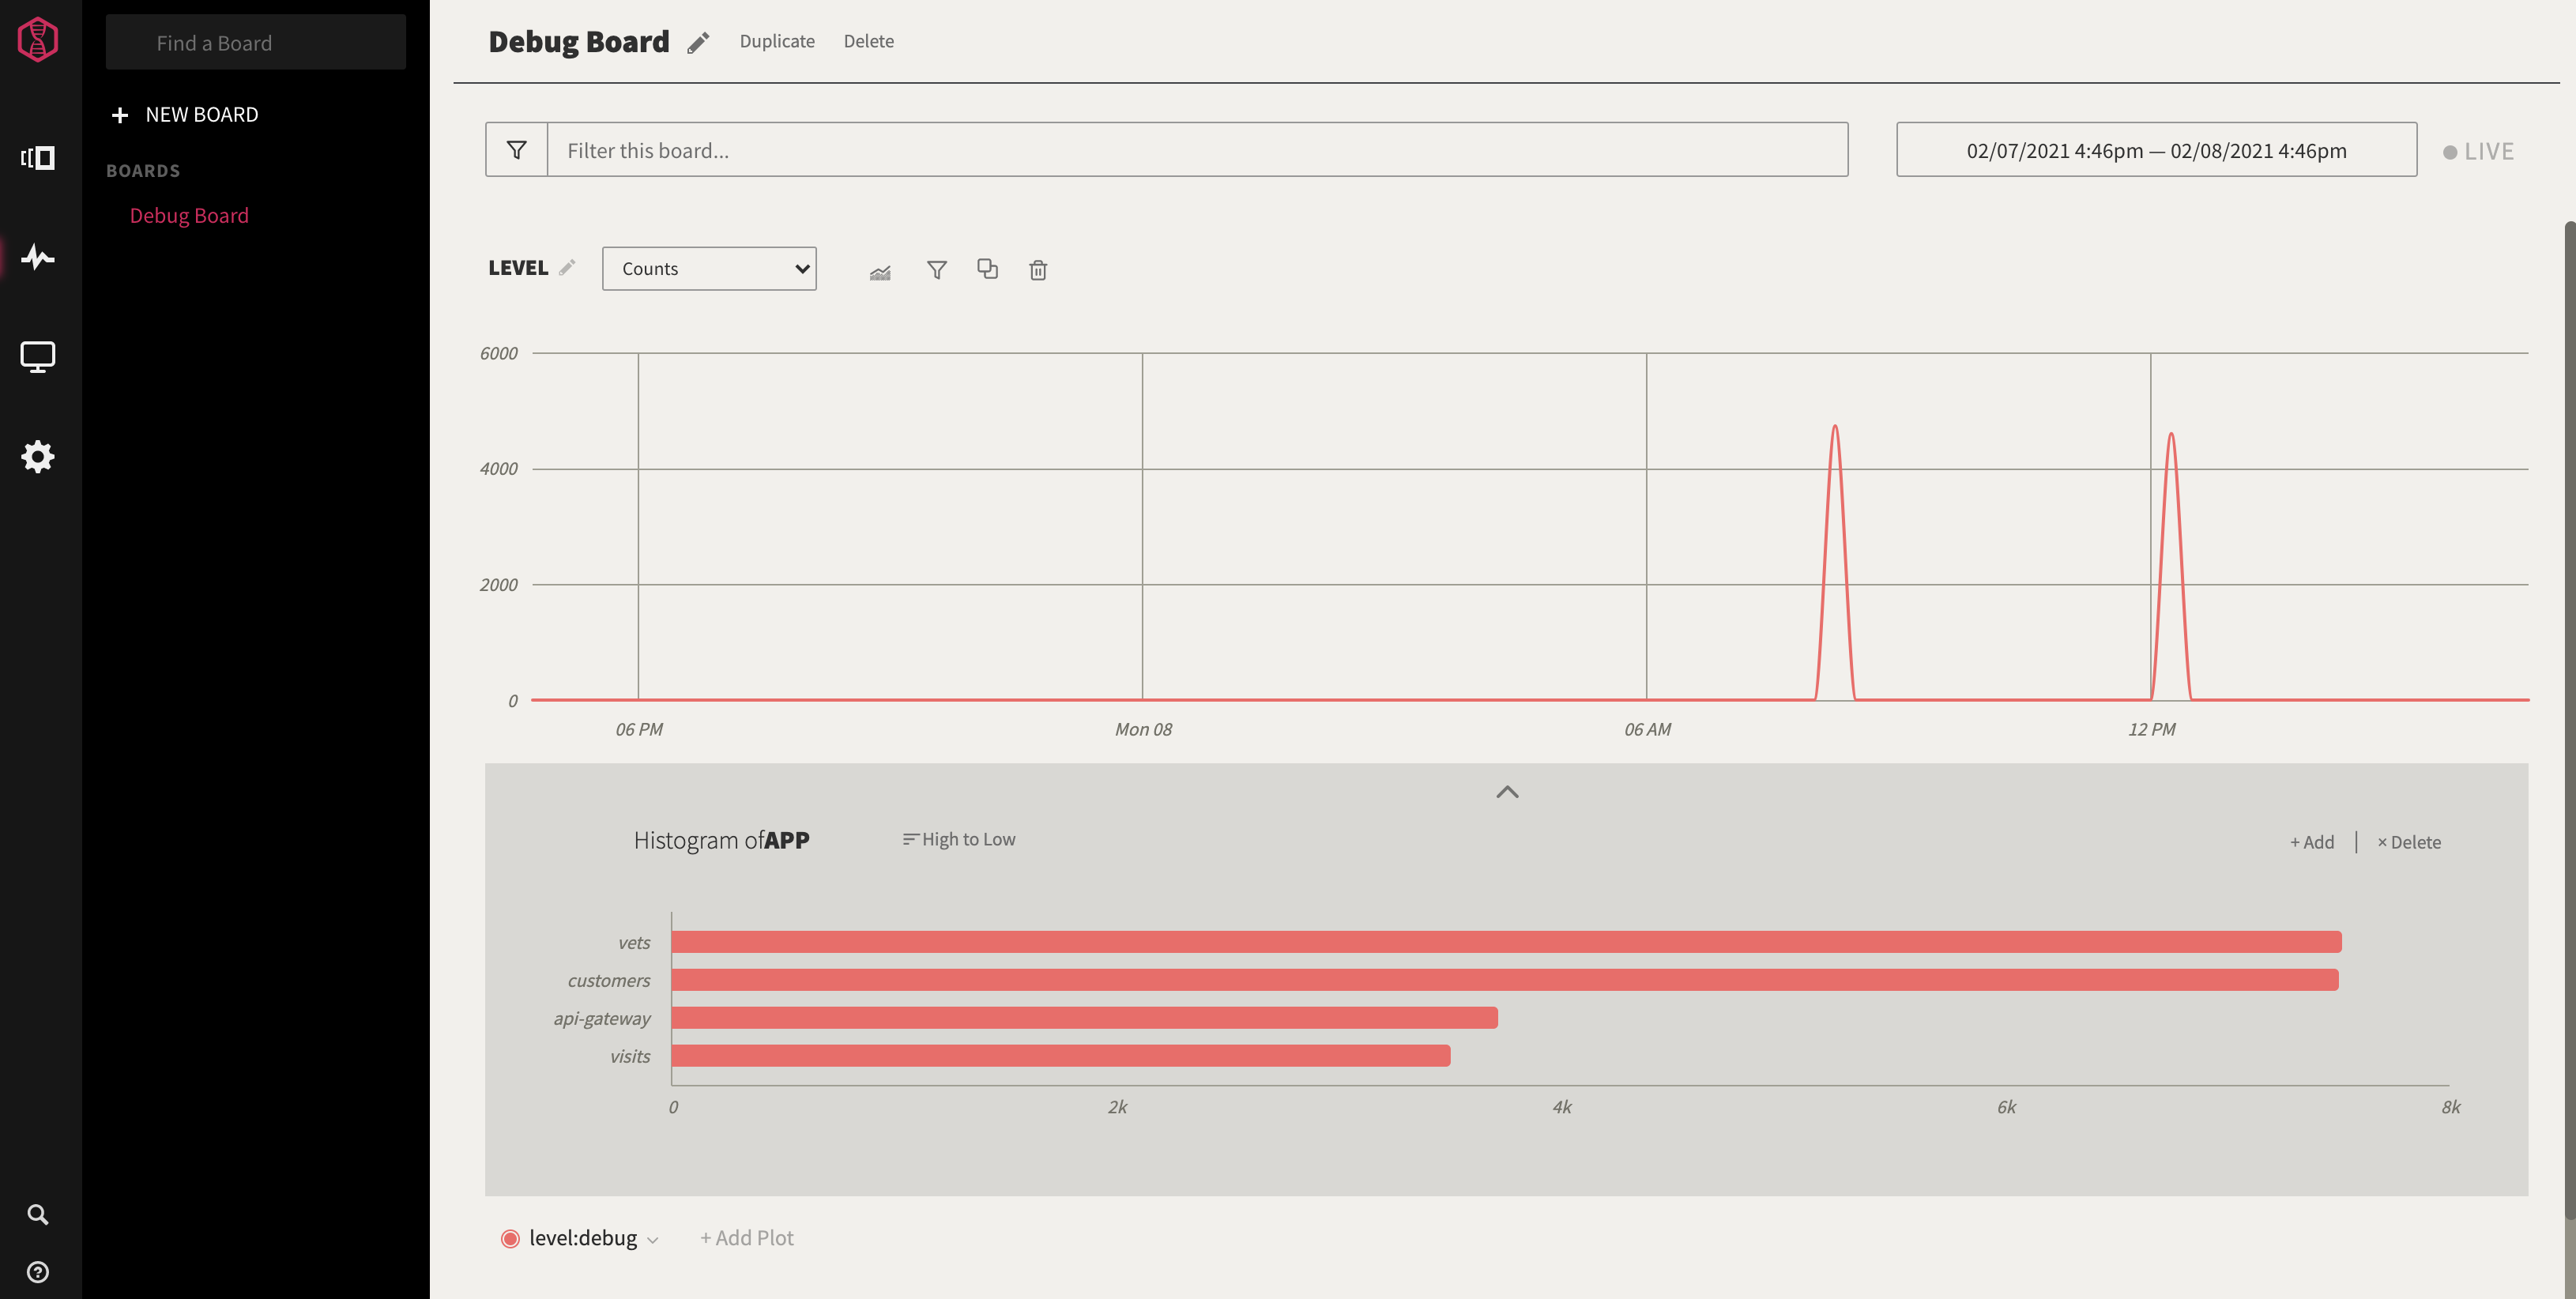 Find a Board
NEW BOARD
BOARDS
Debug Board
Debug Board Duplicate Delete
Filter this board...
02/07/2021 4:46pm — 02/08/2021 4:46pm
LIVE
LEVEL Counts
6000
4000
2000
0
06 PM Mon 08 06 AM 12 PM
Histogram ofAPP High to Low + Add × Delete
vets
customers
api-gateway
visits
0 2k 4k 6k 8k
level:debug + Add Plot